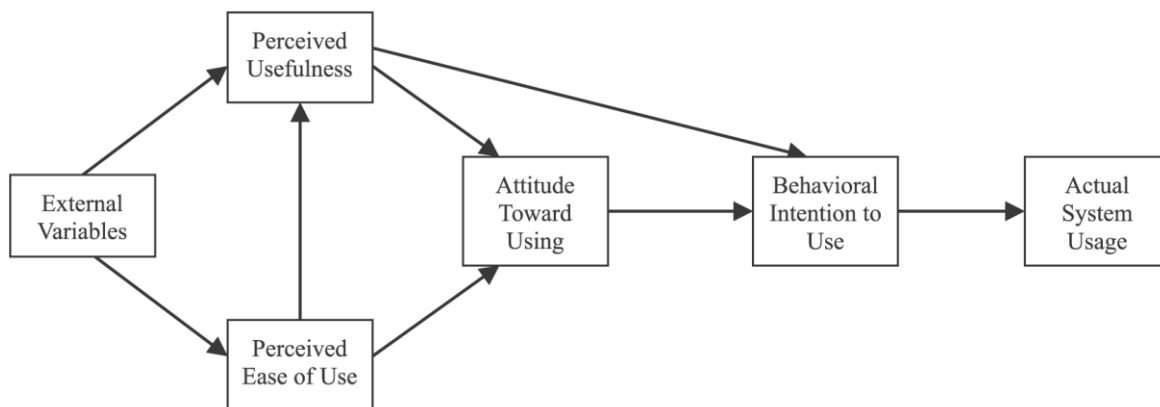 Perceived
Usefulness
External
Variables
Attitude
Toward
Using
Behavioral
Intention to
Use
Actual
System
Usage
Perceived
Ease of Use